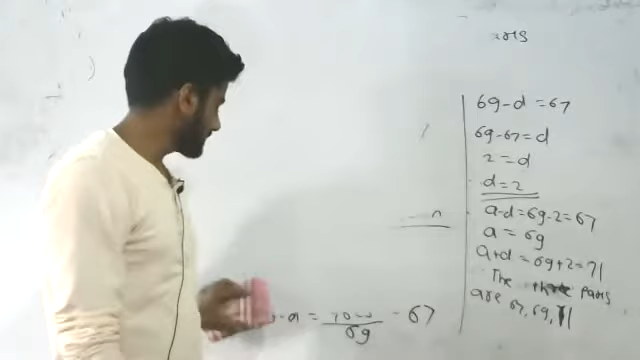 -a = 70 / 69 - 67
69-d=67
69-67=d
2=d
d=2
a-d=69-2=67
a=69
a+d=69+2=71
The three parts
are 67,69,71